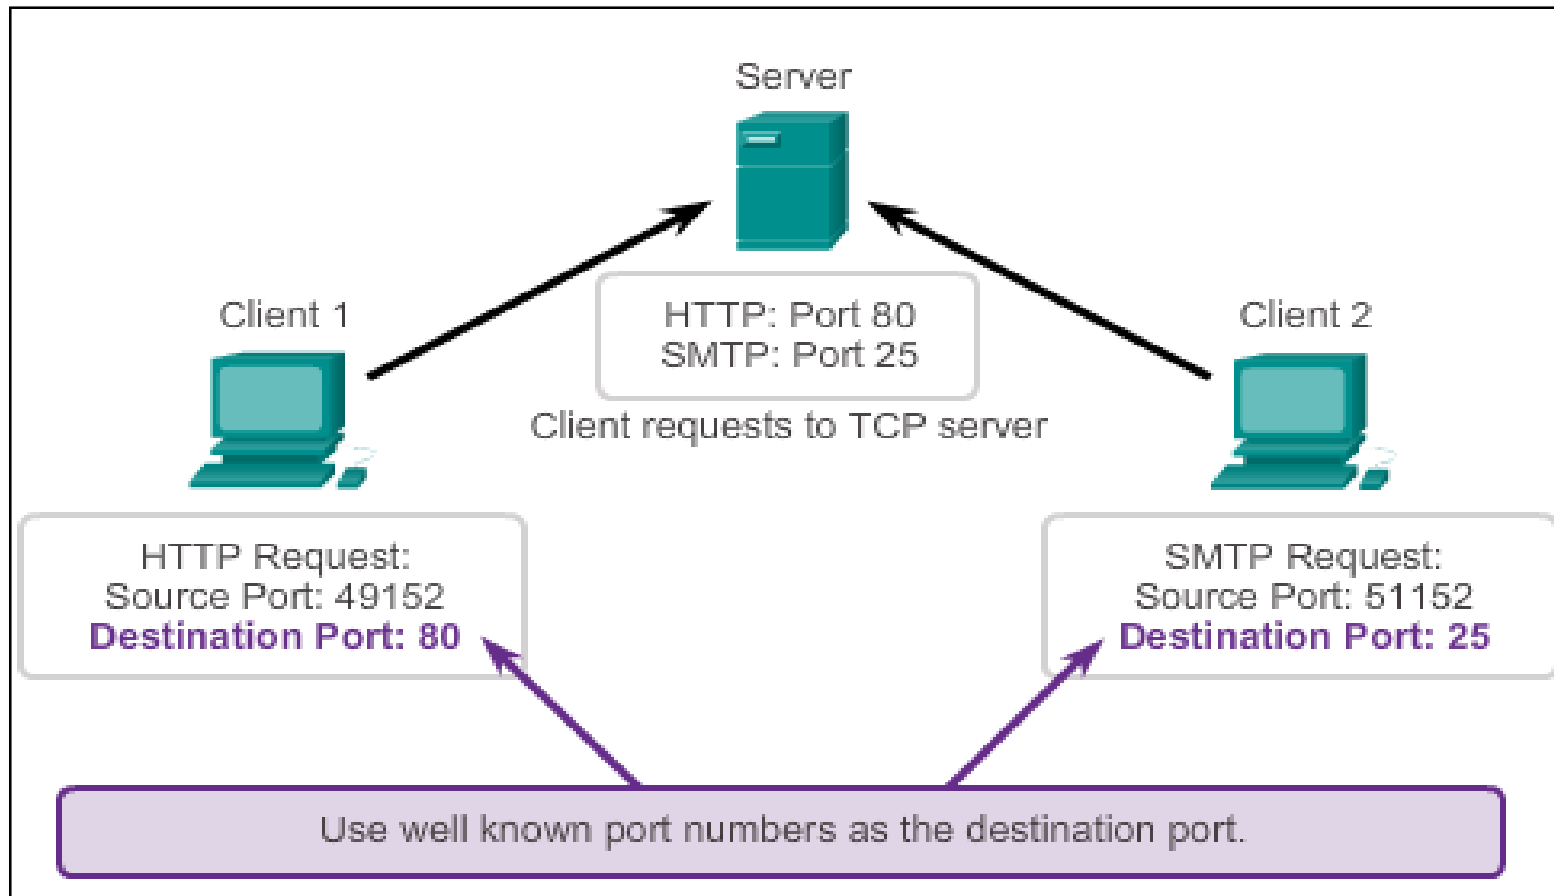 Server
Client 1
HTTP: Port 80
SMTP: Port 25
Client 2
Client requests to TCP server
HTTP Request:
Source Port: 49152
Destination Port: 80
SMTP Request:
Source Port: 51152
Destination Port: 25
Use well known port numbers as the destination port.